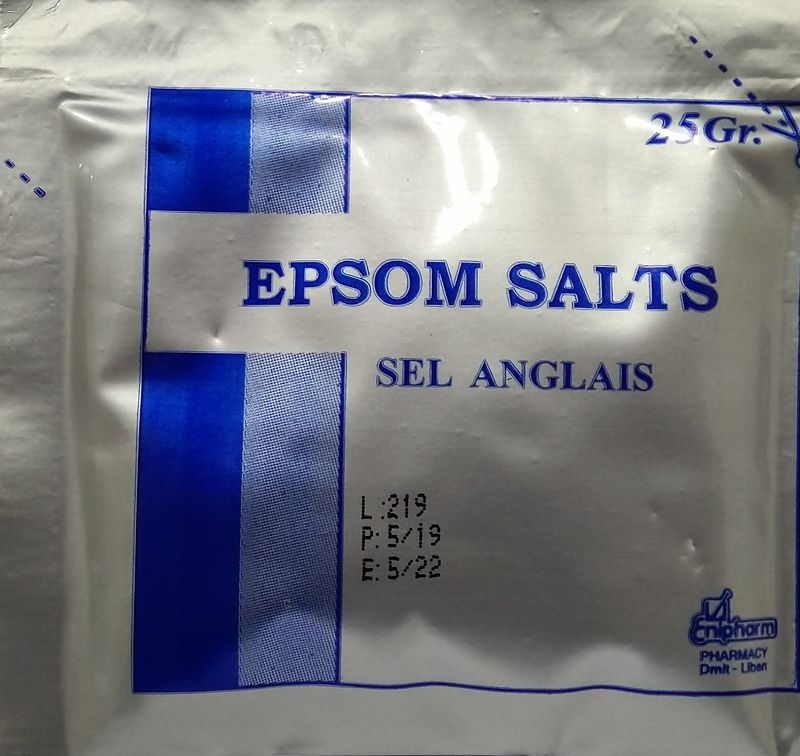 25Gr.
EPSOM SALTS
SEL ANGLAIS
L:219
P:5/19
E:5/22
Enipharm
PHARMACY
Dmit - Liban